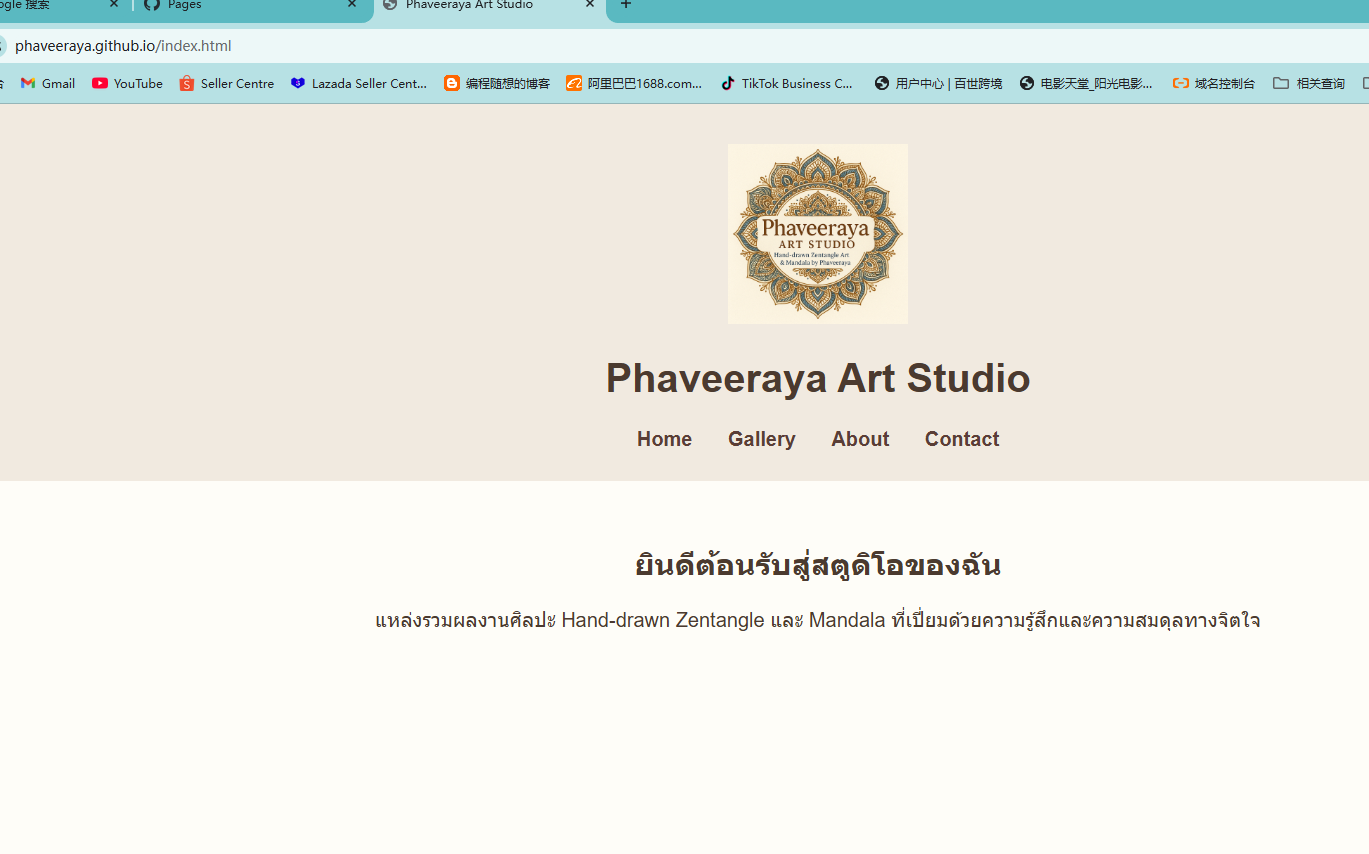 ogle 搜索
Pages
Phaveeraya Art Studio
phaveeraya.github.io/index.html
Gmail
YouTube
Seller Centre
Lazada Seller Cent...
编程随想的博客
阿里巴巴1688.com...
TikTok Business C...
用户中心 | 百世跨境
电影天堂_阳光电影...
域名控制台
相关查询
Phaveeraya
ART STUDIO
Hand-drawn Zentangle Art
& Mandala by Phaveeraya
Phaveeraya Art Studio
Home Gallery About Contact
ยินดีต้อนรับสู่สตูดิโอของฉัน
แหล่งรวมผลงานศิลปะ Hand-drawn Zentangle และ Mandala ที่เปี่ยมด้วยความรู้สึกและความสมดุลทางจิตใจ